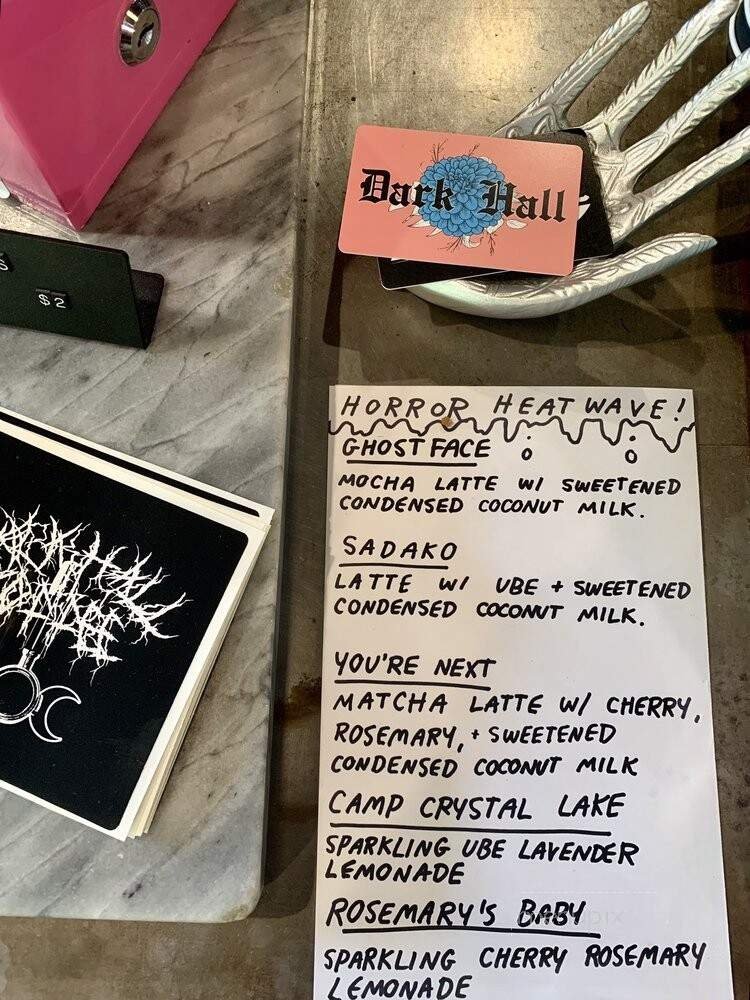 $2
Dark Hall
HORROR HEAT WAVE!
GHOSTFACE
MOCHA LATTE W/ SWEETENED
CONDENSED COCONUT MILK.
SADAKO
LATTE W/ UBE + SWEETENED
CONDENSED COCONUT MILK.
YOU'RE NEXT
MATCHA LATTE W/ CHERRY,
ROSEMARY, + SWEETENED
CONDENSED COCONUT MILK
CAMP CRYSTAL LAKE
SPARKLING UBE LAVENDER
LEMONADE
ROSEMARY'S BABY
SPARKLING CHERRY ROSEMARY
LEMONADE